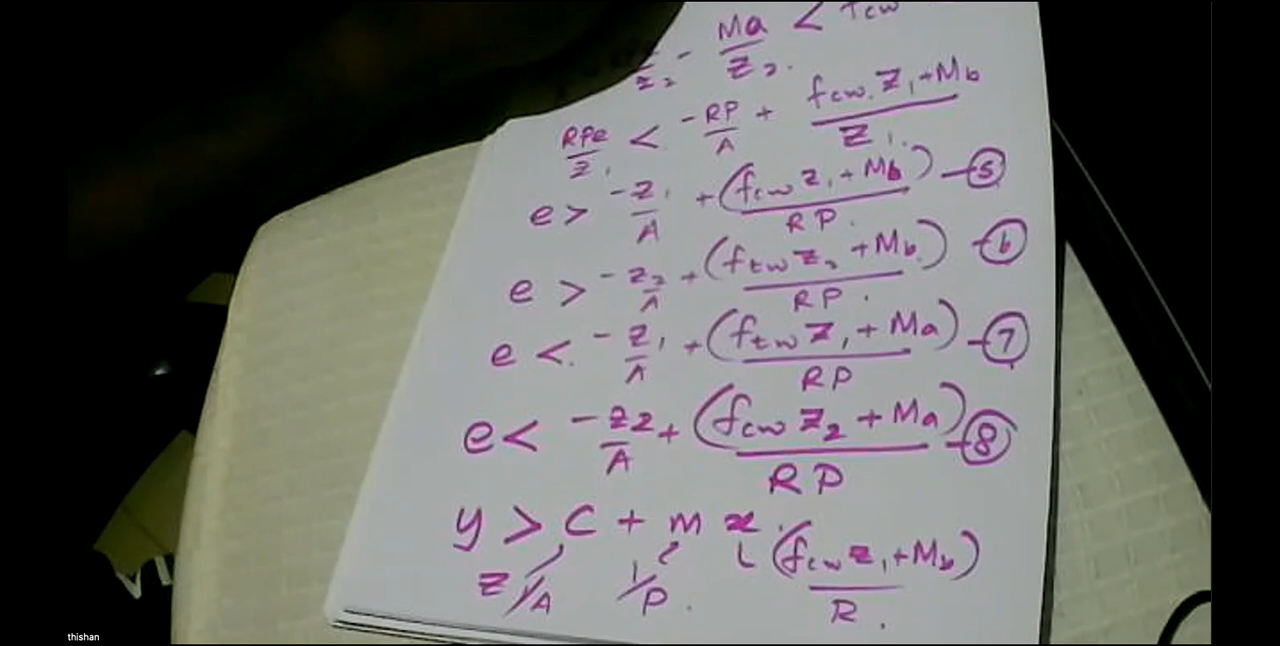 Ma/Z₂ < fcw
RPe/Z₁ < -RP/A + (fcw.Z₁+Mb)/Z₁
e > -Z₁/A + (fcw Z₁+Mb)/RP. —⑤
e > -Z₂/A + (ftw Z₂+Mb)/RP. —⑥
e < -Z₁/A + (ftw Z₁+Ma)/RP —⑦
e < -Z2/A + (fcw Z₂+Ma)/RP —⑧
y > C + m x.
Z₁/A 1/P. (fcw Z₁+Mb)/R.
thishan